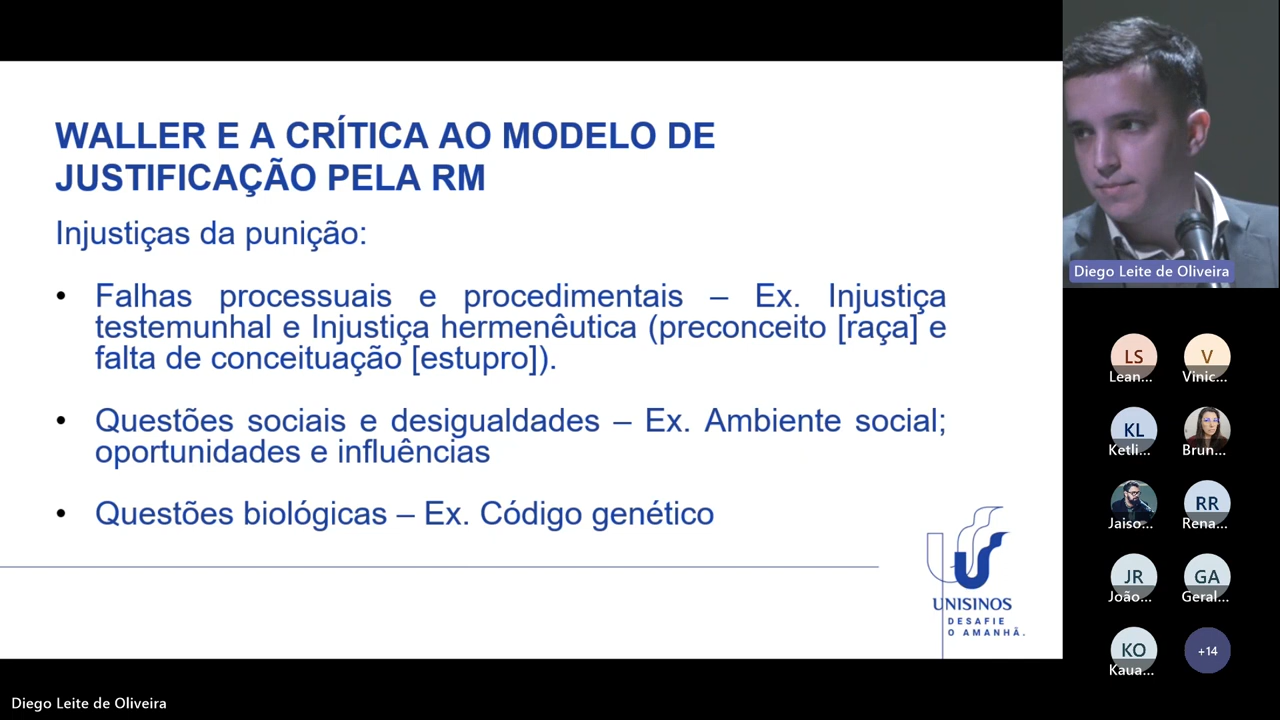 WALLER E A CRÍTICA AO MODELO DE
JUSTIFICAÇÃO PELA RM
Injustiças da punição:
• Falhas processuais e procedimentais – Ex. Injustiça
testemunhal e Injustiça hermenêutica (preconceito [raça] e
falta de conceituação [estupro]).
• Questões sociais e desigualdades – Ex. Ambiente social;
oportunidades e influências
• Questões biológicas – Ex. Código genético
UNISINOS
DESAFIE
O AMANHÃ.
Diego Leite de Oliveira
LS
Lean...
V
Vinic...
KL
Ketli...
Brun...
Jaiso...
RR
Rena...
JR
João...
GA
Geral...
KO
Kaua...
+14
Diego Leite de Oliveira